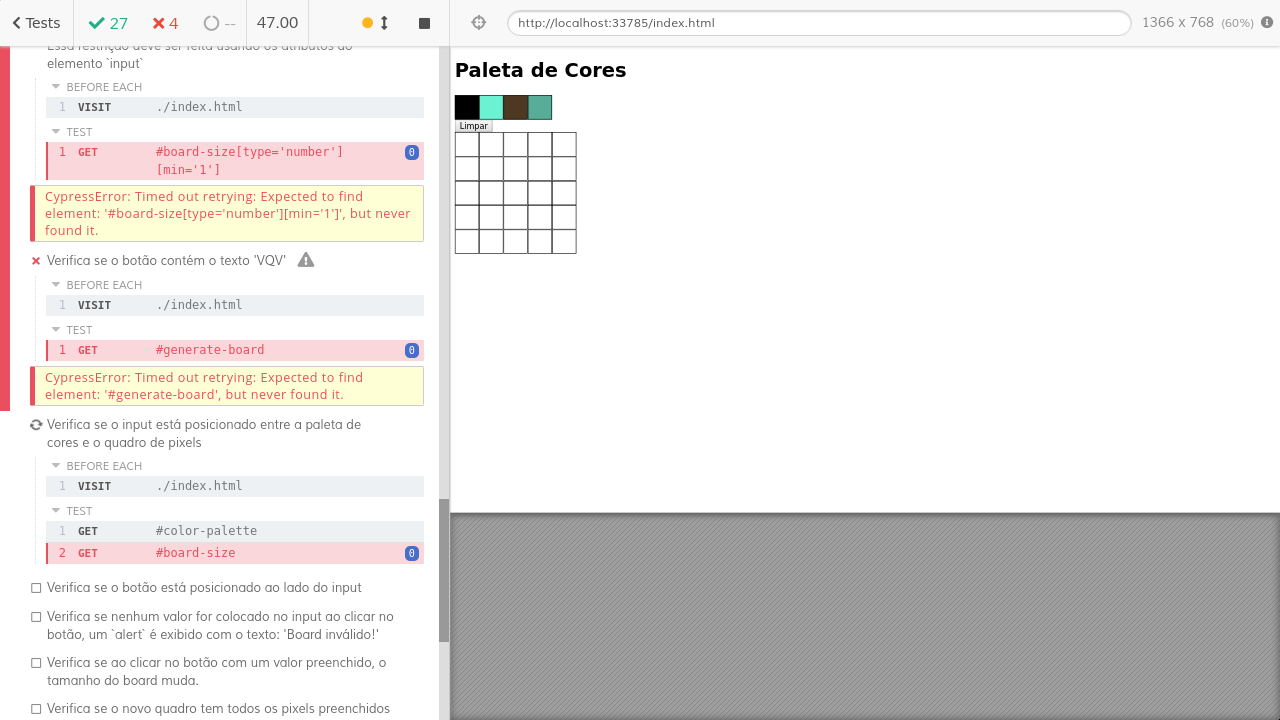 Tests
27
4
--
47.00
http://localhost:33785/index.html
1366 x 768 (60%)
Essa restrição deve ser feita usando os atributos do
elemento `input`
BEFORE EACH
1 VISIT ./index.html
TEST
1 GET #board-size[type='number'] 0
[min='1']
CypressError: Timed out retrying: Expected to find
element: '#board-size[type='number'][min='1']', but never
found it.
Verifica se o botão contém o texto 'VQV'
BEFORE EACH
1 VISIT ./index.html
TEST
1 GET #generate-board 0
CypressError: Timed out retrying: Expected to find
element: '#generate-board', but never found it.
Verifica se o input está posicionado entre a paleta de
cores e o quadro de pixels
BEFORE EACH
1 VISIT ./index.html
TEST
1 GET #color-palette
2 GET #board-size 0
Verifica se o botão está posicionado ao lado do input
Verifica se nenhum valor for colocado no input ao clicar no
botão, um `alert` é exibido com o texto: 'Board inválido!'
Verifica se ao clicar no botão com um valor preenchido, o
tamanho do board muda.
Verifica se o novo quadro tem todos os pixels preenchidos
Paleta de Cores
Limpar